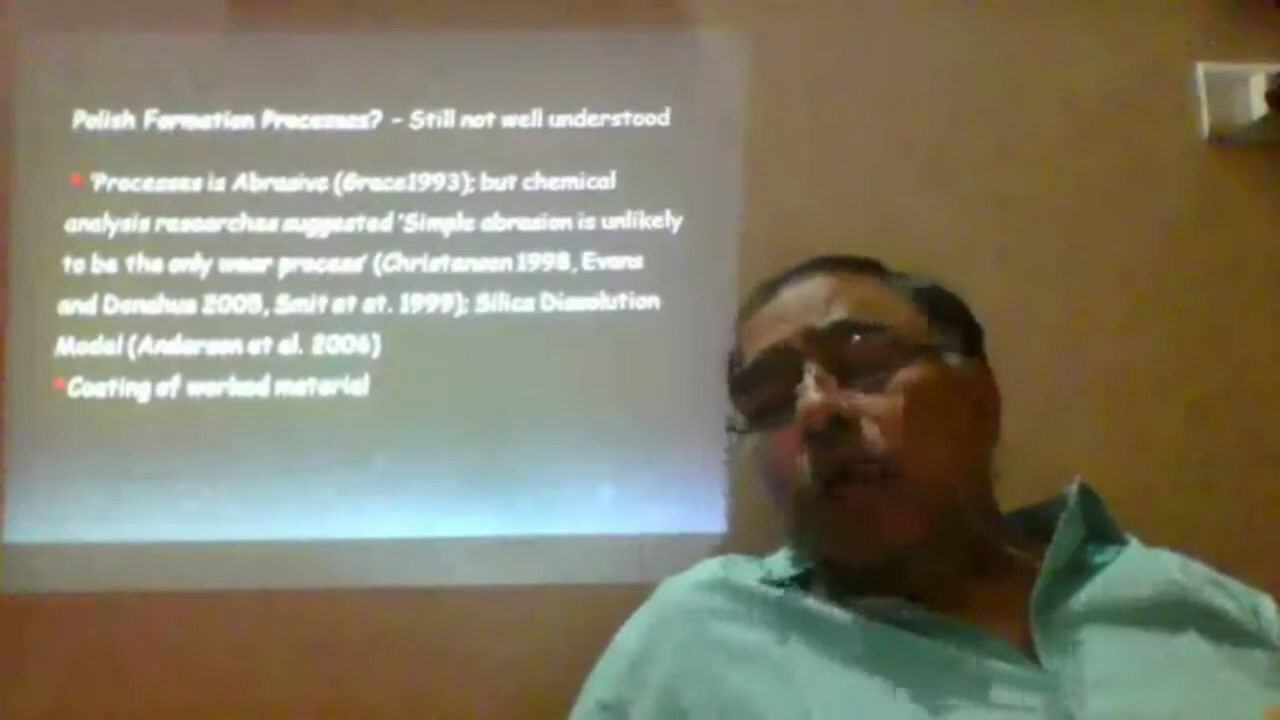 Polish Formation Processes? - Still not well understood
'Processes is Abrasive (Grace1993); but chemical
analysis researches suggested 'Simple abrasion is unlikely
to be the only wear process' (Christensen 1998, Evans
and Donahue 2005, Smit et at. 1999); Silica Dissolution
Model (Anderson et al. 2006)
Coating of worked material